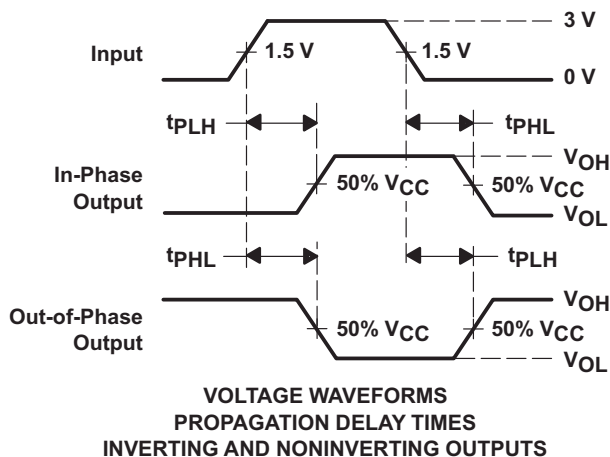 3 V
Input
1.5 V
1.5 V
0 V
tPLH
tPHL
VOH
In-Phase
Output
50% VCC
50% VCC
VOL
tPHL
tPLH
VOH
Out-of-Phase
Output
50% VCC
50% VCC
VOL
VOLTAGE WAVEFORMS
PROPAGATION DELAY TIMES
INVERTING AND NONINVERTING OUTPUTS